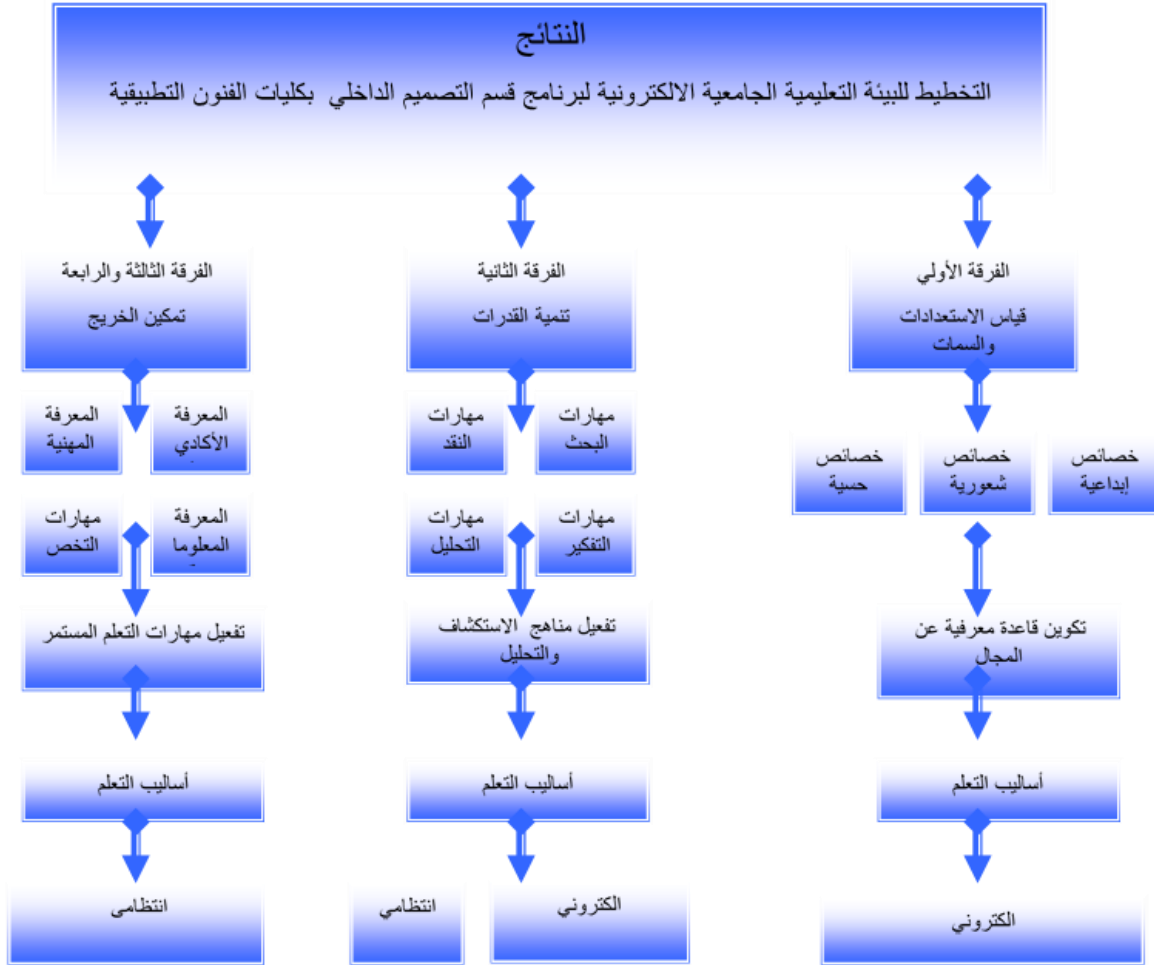 النتائج
التخطيط للبيئة التعليمية الجامعية الالكترونية لبرنامج قسم التصميم الداخلي بكليات الفنون التطبيقية
الفرقة الأولي
قياس الاستعدادات
والسمات
خصائص
إبداعية
خصائص
شعورية
خصائص
حسية
تكوين قاعدة معرفية عن
المجال
أساليب التعلم
الكتروني
الفرقة الثانية
تنمية القدرات
مهارات
البحث
مهارات
النقد
مهارات
التفكير
مهارات
التحليل
تفعيل مناهج الاستكشاف
والتحليل
أساليب التعلم
الكتروني
انتظامي
الفرقة الثالثة والرابعة
تمكين الخريج
المعرفة
الأكادي
المعرفة
المهنية
المعرفة
المعلوما
مهارات
التخص
تفعيل مهارات التعلم المستمر
أساليب التعلم
انتظامى